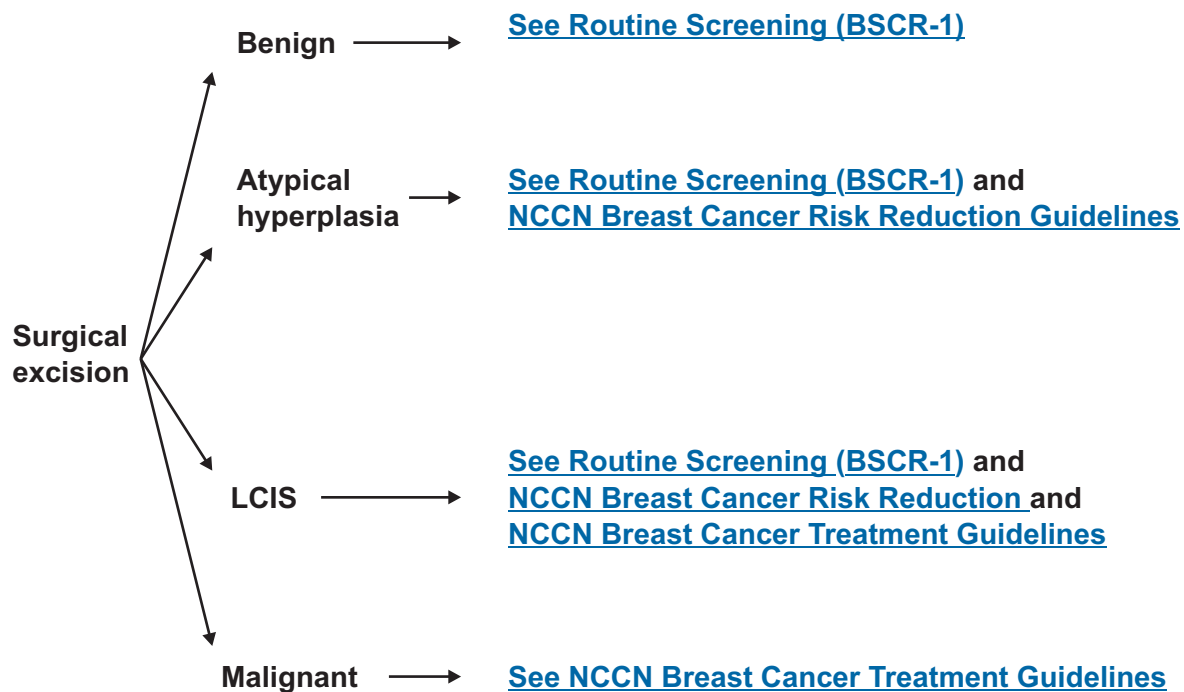 Benign
See Routine Screening (BSCR-1)
Atypical
hyperplasia
See Routine Screening (BSCR-1) and
NCCN Breast Cancer Risk Reduction Guidelines
Surgical
excision
LCIS
See Routine Screening (BSCR-1) and
NCCN Breast Cancer Risk Reduction and
NCCN Breast Cancer Treatment Guidelines
Malignant
See NCCN Breast Cancer Treatment Guidelines